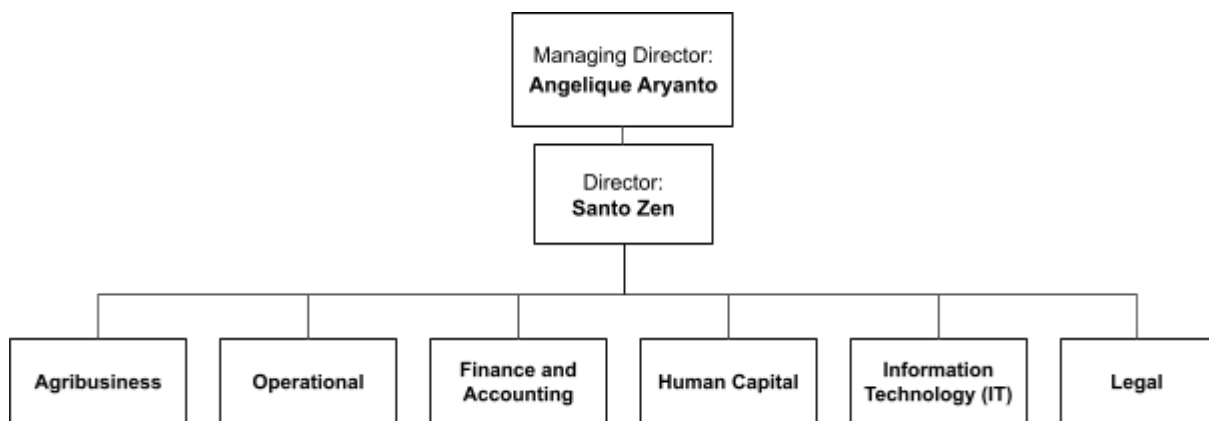 Managing Director:
Angelique Aryanto
Director:
Santo Zen
Agribusiness
Operational
Finance and
Accounting
Human Capital
Information
Technology (IT)
Legal